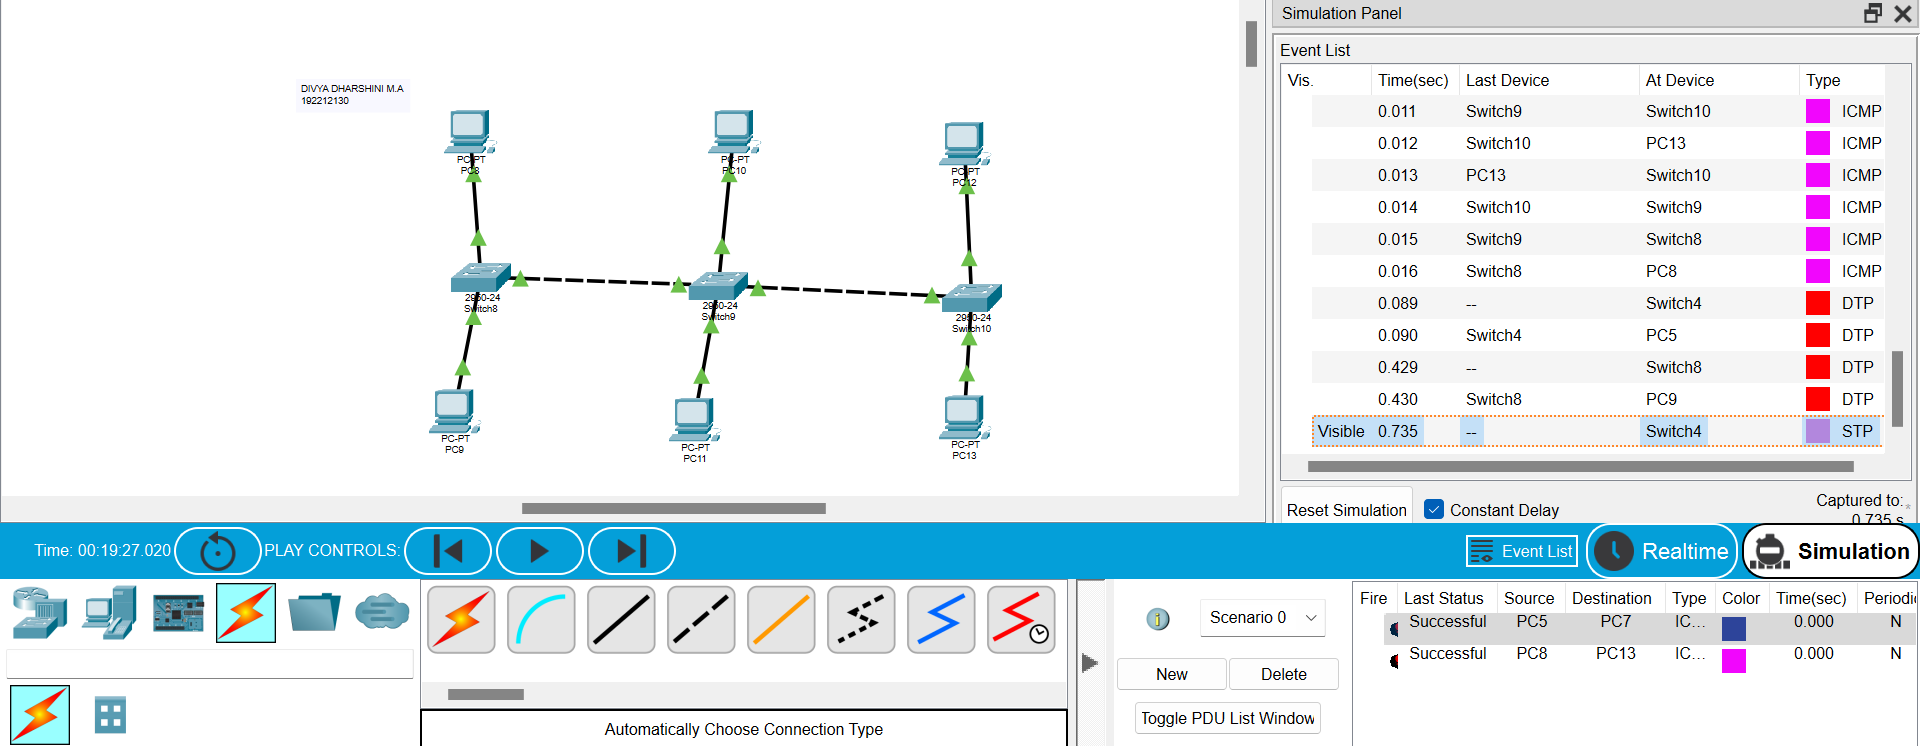 Simulation Panel
Event List
Vis. Time(sec) Last Device At Device Type
0.011 Switch9 Switch10 ICMP
0.012 Switch10 PC13 ICMP
0.013 PC13 Switch10 ICMP
0.014 Switch10 Switch9 ICMP
0.015 Switch9 Switch8 ICMP
0.016 Switch8 PC8 ICMP
0.089 -- Switch4 DTP
0.090 Switch4 PC5 DTP
0.429 -- Switch8 DTP
0.430 Switch8 PC9 DTP
Visible 0.735 -- Switch4 STP
Reset Simulation Constant Delay Captured to:
0.735 s
DIVYA DHARSHINI M.A
192212130
PC-PT
PC8
PC-PT
PC10
PC-PT
PC12
2950-24
Switch8
2950-24
Switch9
2950-24
Switch10
PC-PT
PC9
PC-PT
PC11
PC-PT
PC13
Time: 00:19:27.020 PLAY CONTROLS: Event List Realtime Simulation
Scenario 0
New Delete
Toggle PDU List Window
Fire Last Status Source Destination Type Color Time(sec) Periodic
Successful PC5 PC7 IC... 0.000 N
Successful PC8 PC13 IC... 0.000 N
Automatically Choose Connection Type